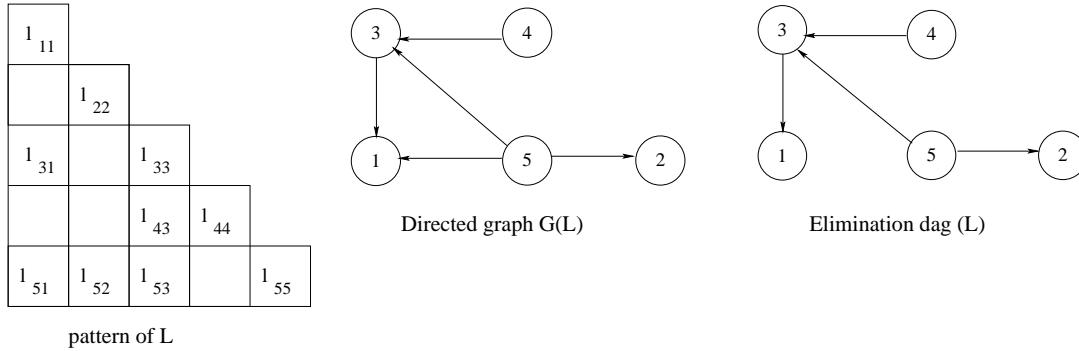 l 11
l 22
l 31 l 33
l 43 l 44
l 51 l 52 l 53 l 55
pattern of L
3 4
1 5 2
Directed graph G(L)
3 4
1 5 2
Elimination dag (L)